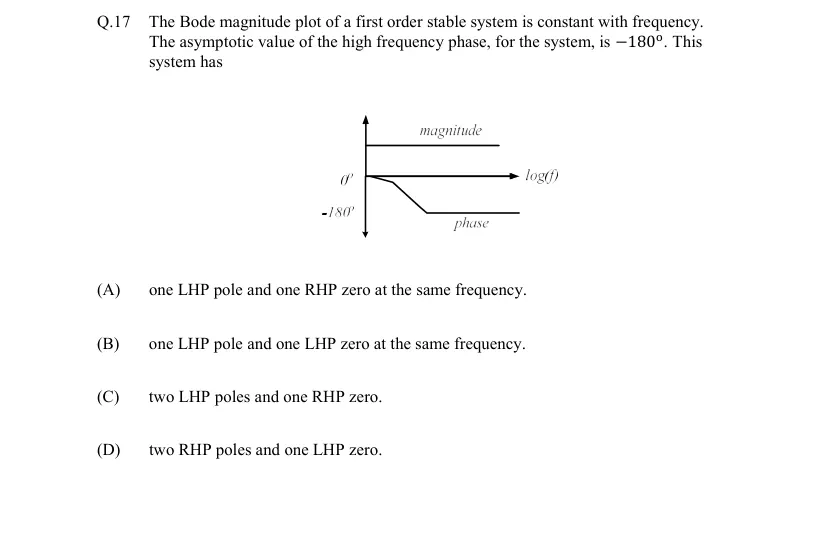 Q.17 The Bode magnitude plot of a first order stable system is constant with frequency.
The asymptotic value of the high frequency phase, for the system, is −180°. This
system has
magnitude
0°
log(f)
-180°
phase
(A) one LHP pole and one RHP zero at the same frequency.
(B) one LHP pole and one LHP zero at the same frequency.
(C) two LHP poles and one RHP zero.
(D) two RHP poles and one LHP zero.